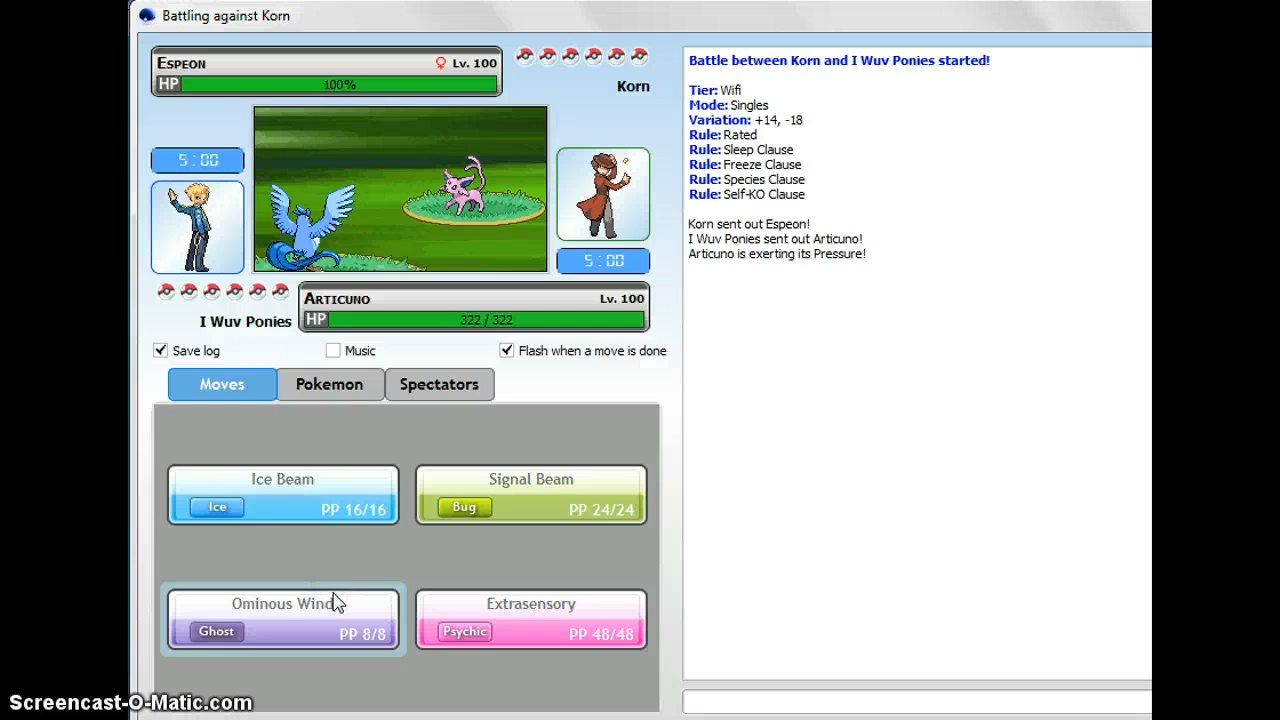 Battling against Korn
ESPEON ♀ Lv. 100
HP 100%
Korn
5:00
5:00
I Wuv Ponies
ARTICUNO Lv. 100
HP 322 / 322
Save log
Music
Flash when a move is done
Moves
Pokemon
Spectators
Ice Beam
Ice PP 16/16
Signal Beam
Bug PP 24/24
Ominous Wind
Ghost PP 8/8
Extrasensory
Psychic PP 48/48
Battle between Korn and I Wuv Ponies started!
Tier: Wifi
Mode: Singles
Variation: +14, -18
Rule: Rated
Rule: Sleep Clause
Rule: Freeze Clause
Rule: Species Clause
Rule: Self-KO Clause
Korn sent out Espeon!
I Wuv Ponies sent out Articuno!
Articuno is exerting its Pressure!
Screencast-O-Matic.com